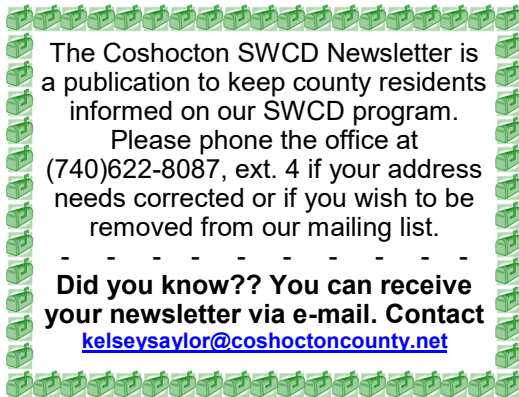 The Coshocton SWCD Newsletter is
a publication to keep county residents
informed on our SWCD program.
Please phone the office at
(740)622-8087, ext. 4 if your address
needs corrected or if you wish to be
removed from our mailing list.
- - - - - - - - - - - -
Did you know?? You can receive
your newsletter via e-mail. Contact
kelseysaylor@coshoctoncounty.net